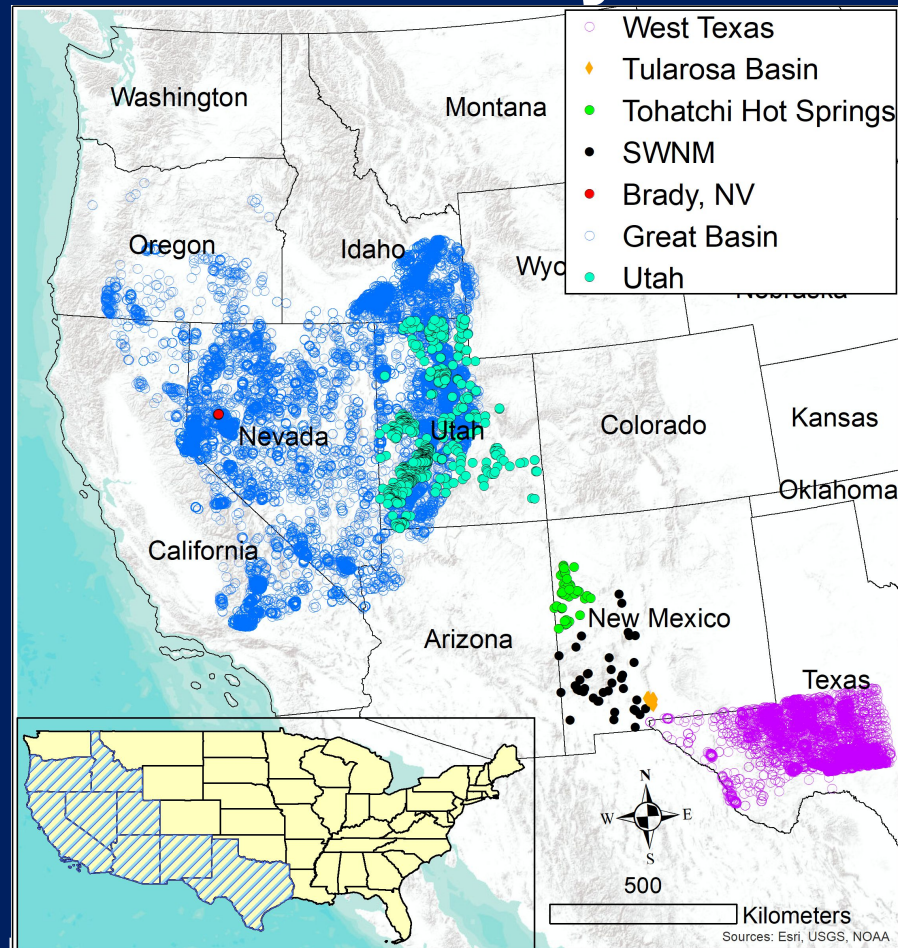 West Texas
Tularosa Basin
Tohatchi Hot Springs
SWNM
Brady, NV
Great Basin
Utah
Washington
Montana
Oregon
Idaho
Wyo
Nebraska
Nevada
Utah
Colorado
Kansas
Oklahoma
California
Arizona
New Mexico
Texas
N
W
E
S
500
Kilometers
Sources: Esri, USGS, NOAA